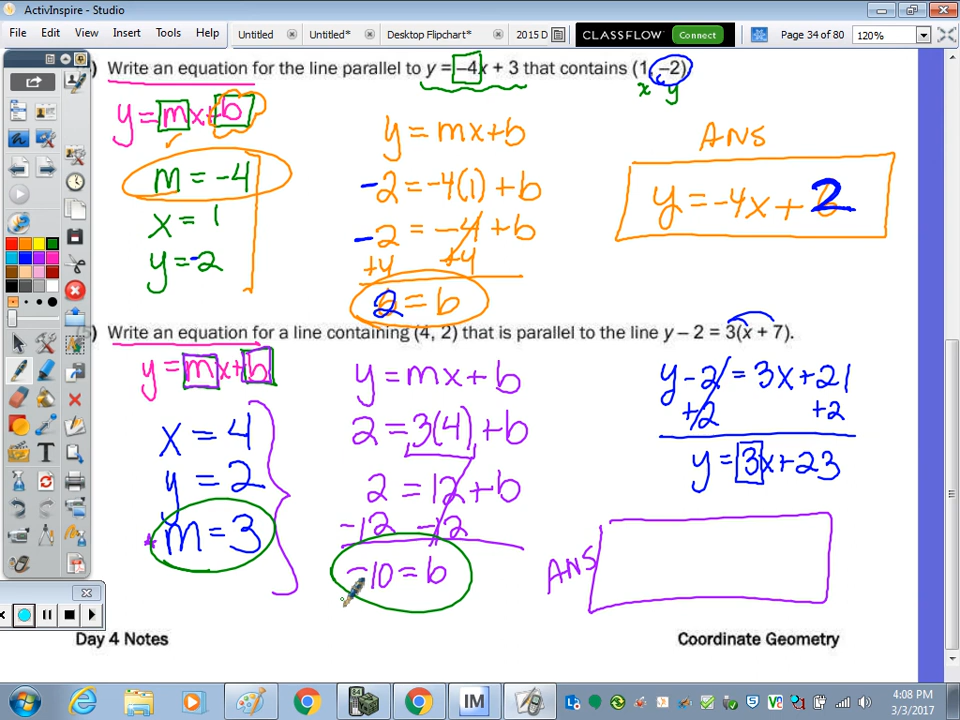 ActivInspire - Studio
File Edit View Insert Tools Help Untitled Untitled* Desktop Flipchart* 2015 D CLASSFLOW Connect Page 34 of 80 120%
) Write an equation for the line parallel to y = −4x + 3 that contains (1, −2).
x y
y = mx+b
ANS
y = mx+b
m = -4
-2 = -4(1) + b
y = -4x + 2
x = 1
-2 = -4 + b
y = -2
+4 +4
2 = b
) Write an equation for a line containing (4, 2) that is parallel to the line y − 2 = 3(x + 7).
y = mx+b
y = mx + b
y - 2 = 3x + 21
+2 +2
x = 4
2 = 3(4) + b
y = 3x+23
y = 2
2 = 12 + b
-12 -12
m = 3
-10 = b
ANS
Day 4 Notes Coordinate Geometry
IM
4:08 PM
3/3/2017